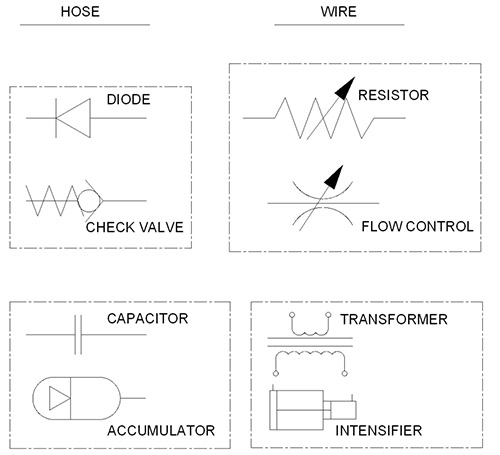 HOSE
WIRE
DIODE
CHECK VALVE
RESISTOR
FLOW CONTROL
CAPACITOR
ACCUMULATOR
TRANSFORMER
INTENSIFIER